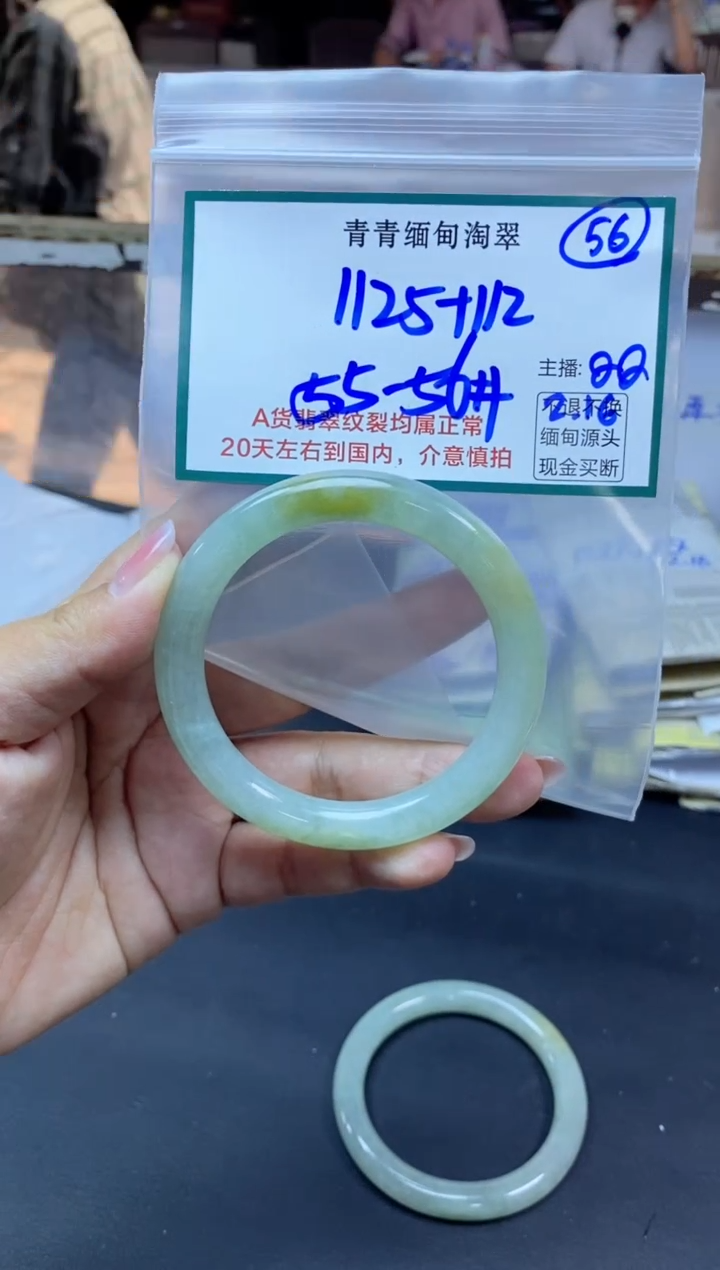 青青缅甸淘翠
56
1125+112
55-56#
主播: QQ
2.16
A货翡翠纹裂均属正常
20天左右到国内，介意慎拍
不退不换
缅甸源头
现金买断